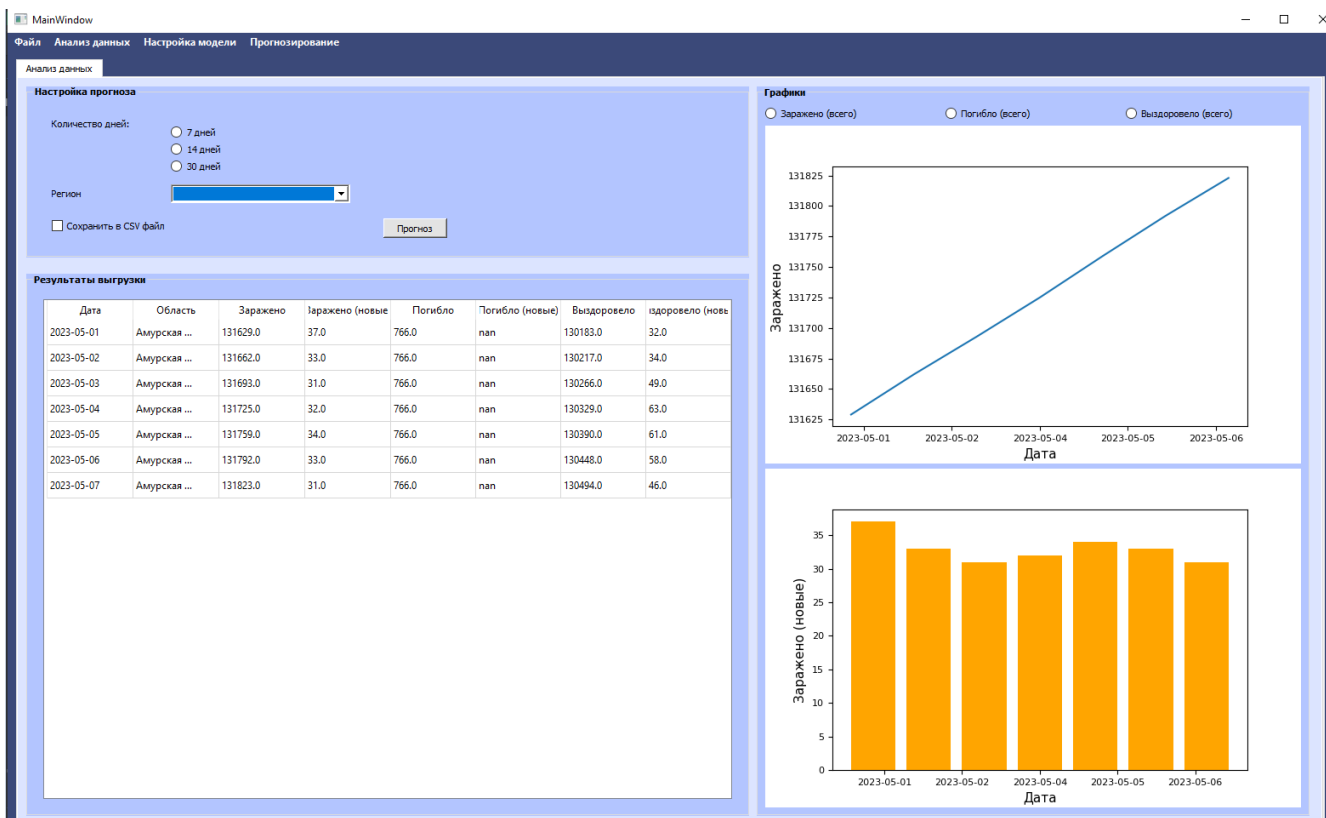 MainWindow
Файл Анализ данных Настройка модели Прогнозирование
Анализ данных
Настройка прогноза
Количество дней:
7 дней
14 дней
30 дней
Регион
Сохранить в CSV файл
Прогноз
Результаты выгрузки
Дата Область Заражено Заражено (новые Погибло Погибло (новые) Выздоровело ыздоровело (новы
2023-05-01 Амурская ... 131629.0 37.0 766.0 nan 130183.0 32.0
2023-05-02 Амурская ... 131662.0 33.0 766.0 nan 130217.0 34.0
2023-05-03 Амурская ... 131693.0 31.0 766.0 nan 130266.0 49.0
2023-05-04 Амурская ... 131725.0 32.0 766.0 nan 130329.0 63.0
2023-05-05 Амурская ... 131759.0 34.0 766.0 nan 130390.0 61.0
2023-05-06 Амурская ... 131792.0 33.0 766.0 nan 130448.0 58.0
2023-05-07 Амурская ... 131823.0 31.0 766.0 nan 130494.0 46.0
Графики
Заражено (всего) Погибло (всего) Выздоровело (всего)
131825
131800
131775
131750
131725
131700
131675
131650
131625
Заражено
2023-05-01 2023-05-02 2023-05-04 2023-05-05 2023-05-06
Дата
35
30
25
20
15
10
5
0
Заражено (новые)
2023-05-01 2023-05-02 2023-05-04 2023-05-05 2023-05-06
Дата